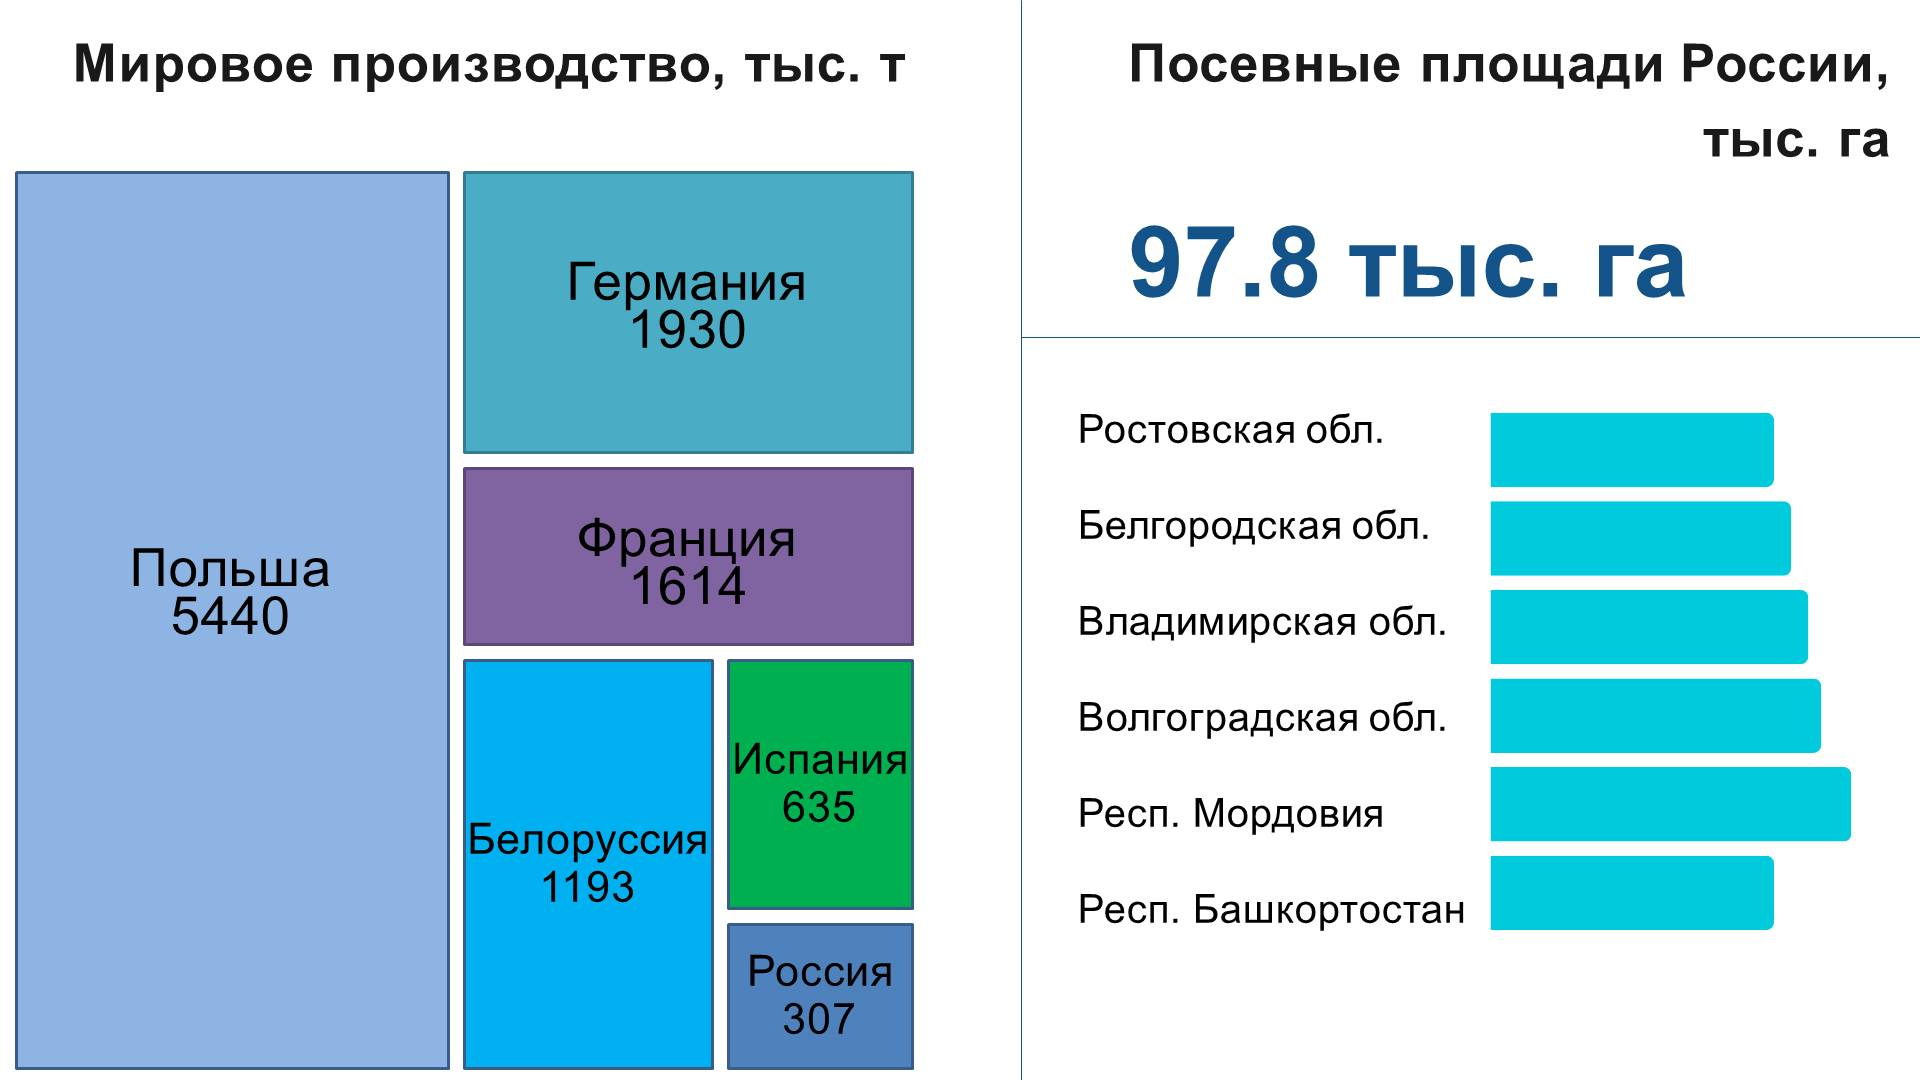 Мировое производство, тыс. т
Польша
5440
Германия
1930
Франция
1614
Белоруссия
1193
Испания
635
Россия
307
Посевные площади России,
тыс. га
97.8 тыс. га
Ростовская обл.
Белгородская обл.
Владимирская обл.
Волгоградская обл.
Респ. Мордовия
Респ. Башкортостан